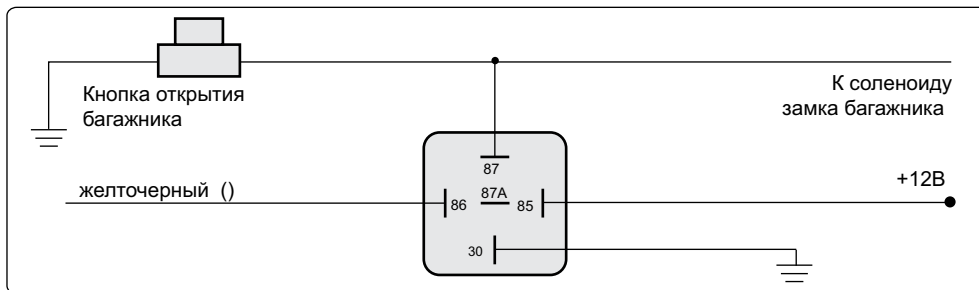 Кнопка открытия
багажника
К соленоиду
замка багажника
87
желточерный ()
86
87A
85
+12В
30